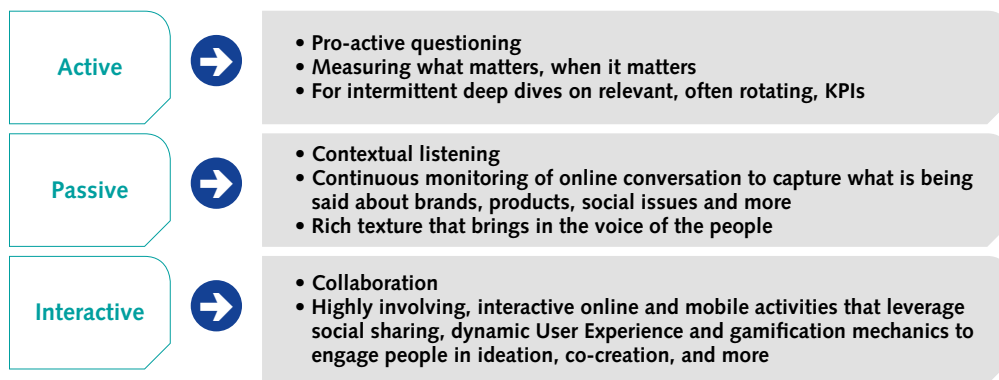 Active
• Pro-active questioning
• Measuring what matters, when it matters
• For intermittent deep dives on relevant, often rotating, KPIs
Passive
• Contextual listening
• Continuous monitoring of online conversation to capture what is being
said about brands, products, social issues and more
• Rich texture that brings in the voice of the people
Interactive
• Collaboration
• Highly involving, interactive online and mobile activities that leverage
social sharing, dynamic User Experience and gamification mechanics to
engage people in ideation, co-creation, and more